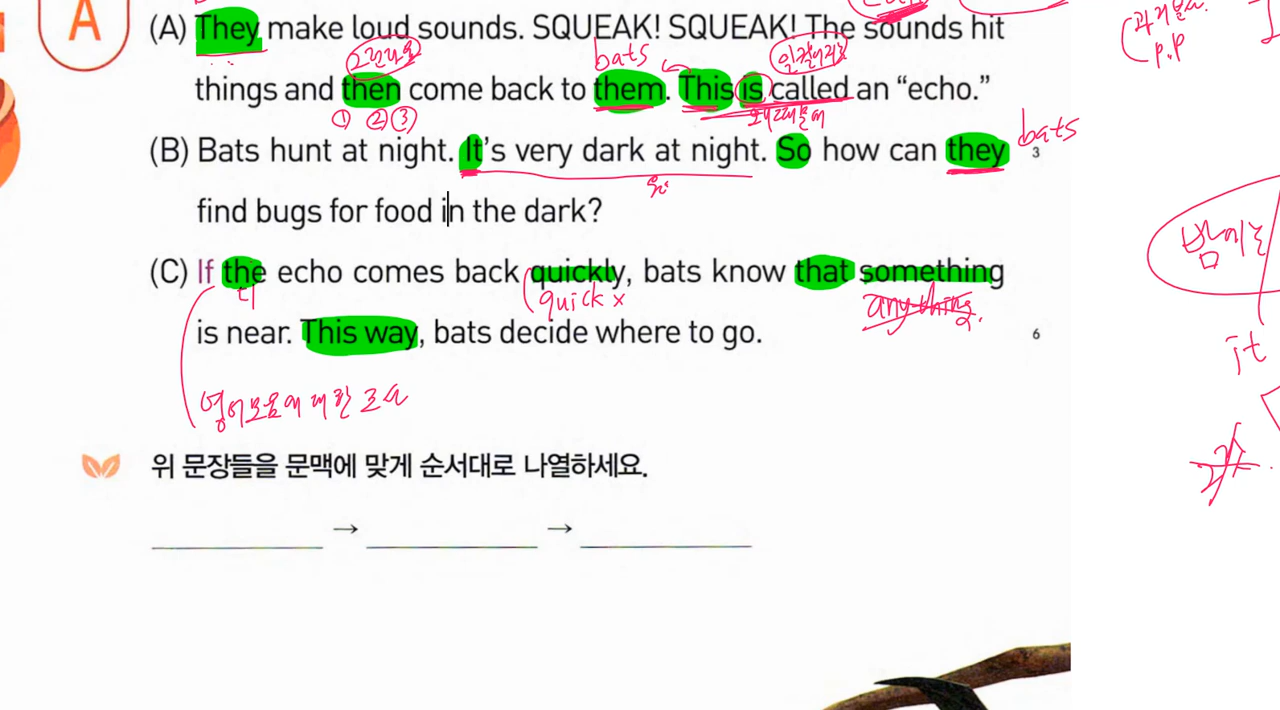 A
(A) They make loud sounds. SQUEAK! SQUEAK! The sounds hit
things and then come back to them. This is called an “echo.”
bats
① ② ③
(B) Bats hunt at night. It’s very dark at night. So how can they
bats
3
find bugs for food in the dark?
(C) If the echo comes back quickly, bats know that something
디
quick x
anything.
is near. This way, bats decide where to go.
6
p.p
밤에는
it
위 문장들을 문맥에 맞게 순서대로 나열하세요.
→ →